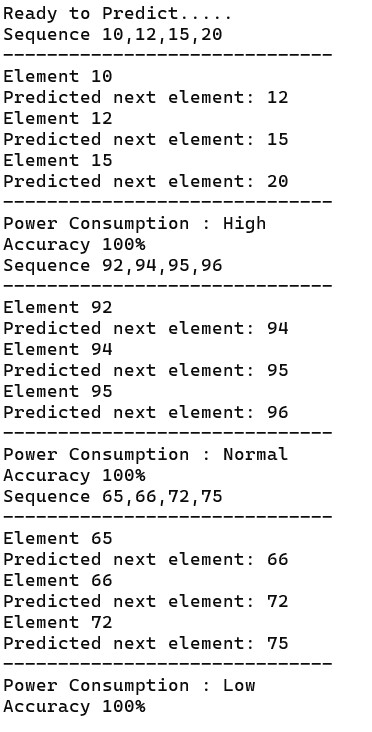 Ready to Predict.....
Sequence 10,12,15,20
------------------------------
Element 10
Predicted next element: 12
Element 12
Predicted next element: 15
Element 15
Predicted next element: 20
------------------------------
Power Consumption : High
Accuracy 100%
Sequence 92,94,95,96
------------------------------
Element 92
Predicted next element: 94
Element 94
Predicted next element: 95
Element 95
Predicted next element: 96
------------------------------
Power Consumption : Normal
Accuracy 100%
Sequence 65,66,72,75
------------------------------
Element 65
Predicted next element: 66
Element 66
Predicted next element: 72
Element 72
Predicted next element: 75
------------------------------
Power Consumption : Low
Accuracy 100%